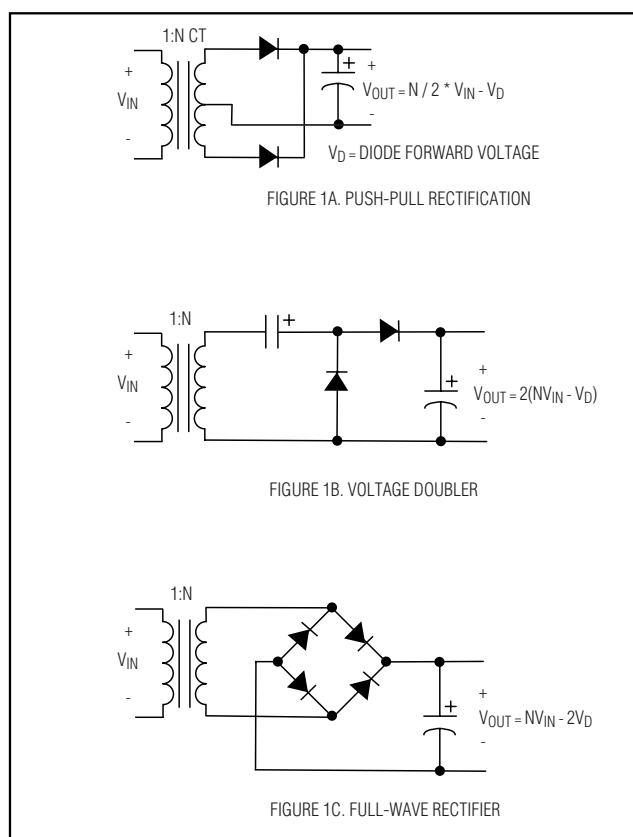 1:N CT
+
VIN
-
+
+
VOUT = N / 2 * VIN - VD
-
VD = DIODE FORWARD VOLTAGE
FIGURE 1A. PUSH-PULL RECTIFICATION
1:N
+
VIN
-
+
+
+
VOUT = 2(NVIN - VD)
-
FIGURE 1B. VOLTAGE DOUBLER
1:N
+
VIN
-
+
+
VOUT = NVIN - 2VD
-
FIGURE 1C. FULL-WAVE RECTIFIER